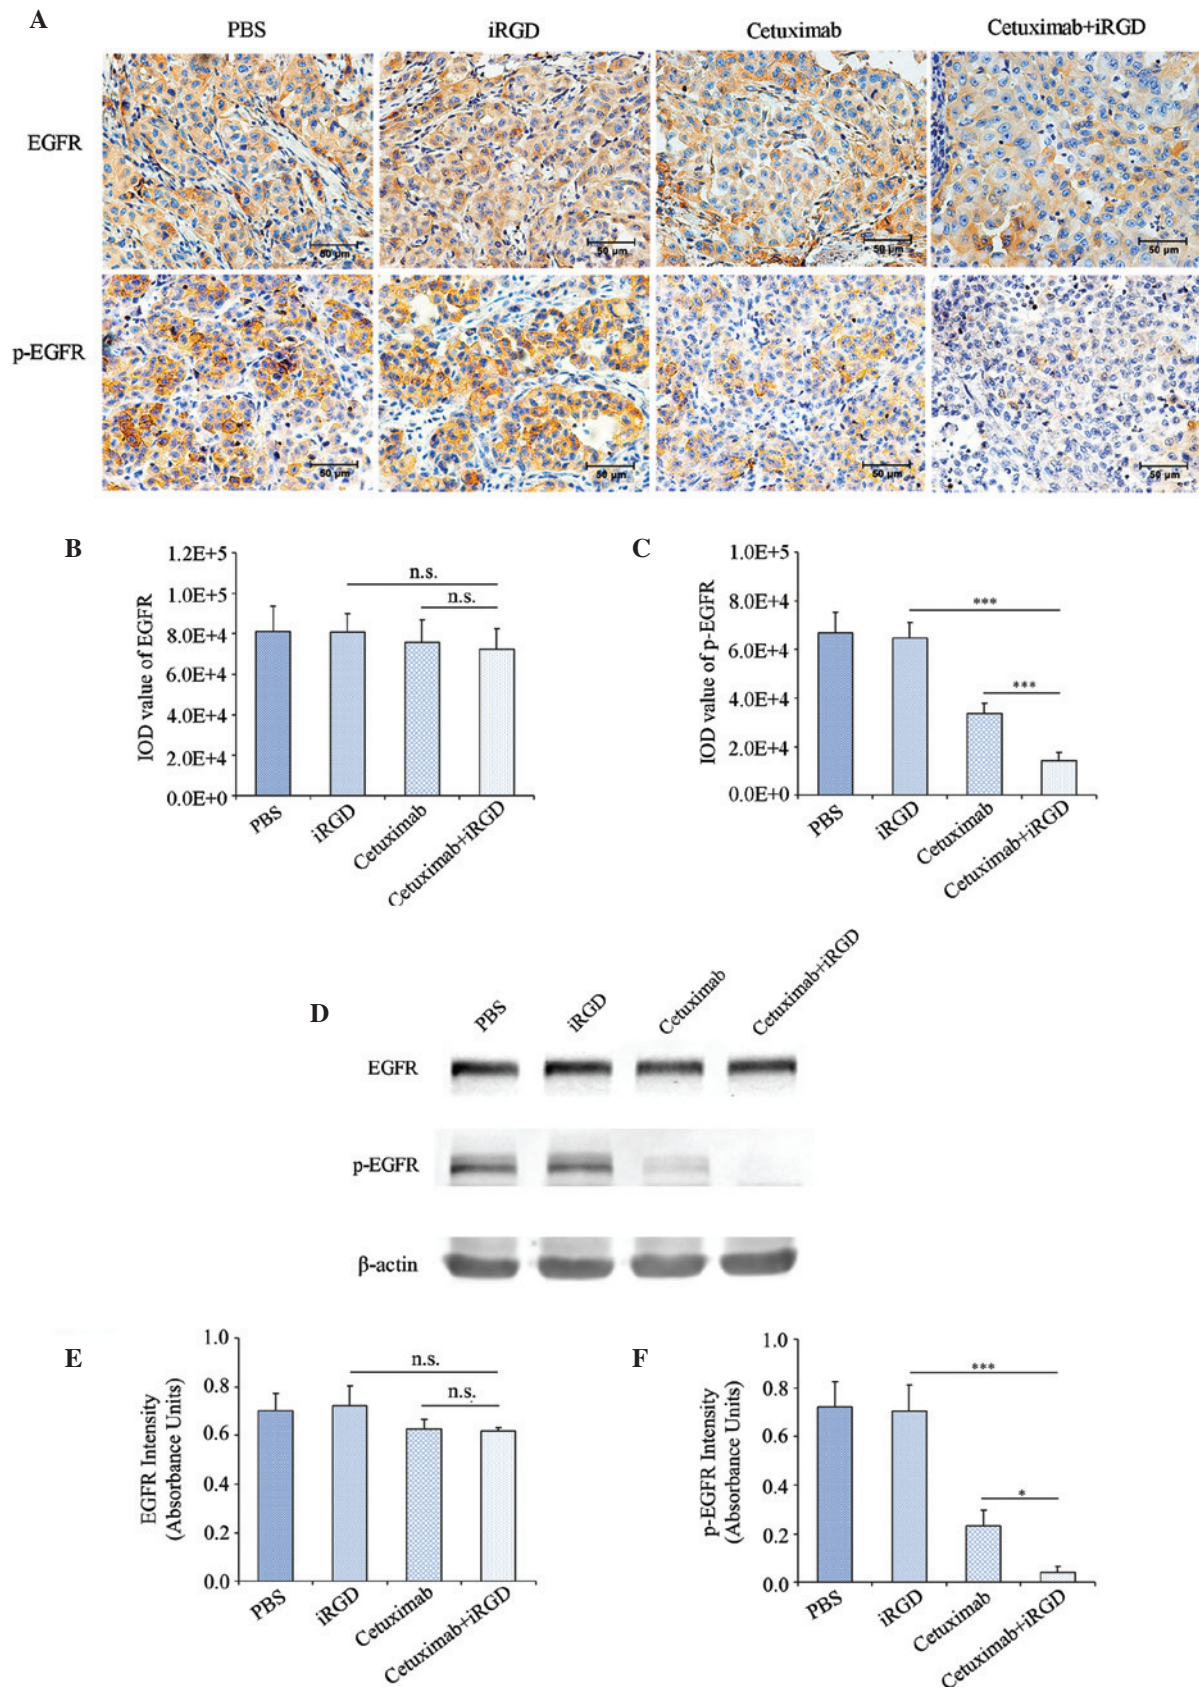 A
PBS
iRGD
Cetuximab
Cetuximab+iRGD
EGFR
50 μm
50 μm
50 μm
50 μm
p-EGFR
50 μm
50 μm
50 μm
50 μm
B
IOD value of EGFR
1.2E+5
1.0E+5
8.0E+4
6.0E+4
4.0E+4
2.0E+4
0.0E+0
n.s.
n.s.
PBS
iRGD
Cetuximab
Cetuximab+iRGD
C
IOD value of p-EGFR
1.0E+5
8.0E+4
6.0E+4
4.0E+4
2.0E+4
0.0E+0
***
***
PBS
iRGD
Cetuximab
Cetuximab+iRGD
D
PBS
iRGD
Cetuximab
Cetuximab+iRGD
EGFR
p-EGFR
β-actin
E
EGFR Intensity
(Absorbance Units)
1.0
0.8
0.6
0.4
0.2
0.0
n.s.
n.s.
PBS
iRGD
Cetuximab
Cetuximab+iRGD
F
p-EGFR Intensity
(Absorbance Units)
1.0
0.8
0.6
0.4
0.2
0.0
***
*
PBS
iRGD
Cetuximab
Cetuximab+iRGD